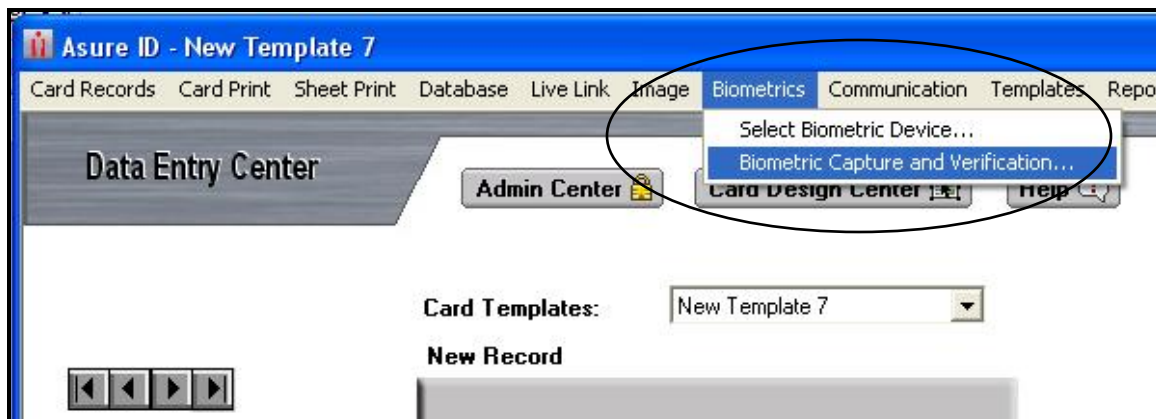 Asure ID - New Template 7
Card Records Card Print Sheet Print Database Live Link Image Biometrics Communication Templates Repo
Select Biometric Device...
Biometric Capture and Verification...
Data Entry Center
Admin Center Card Design Center Help
Card Templates: New Template 7
New Record